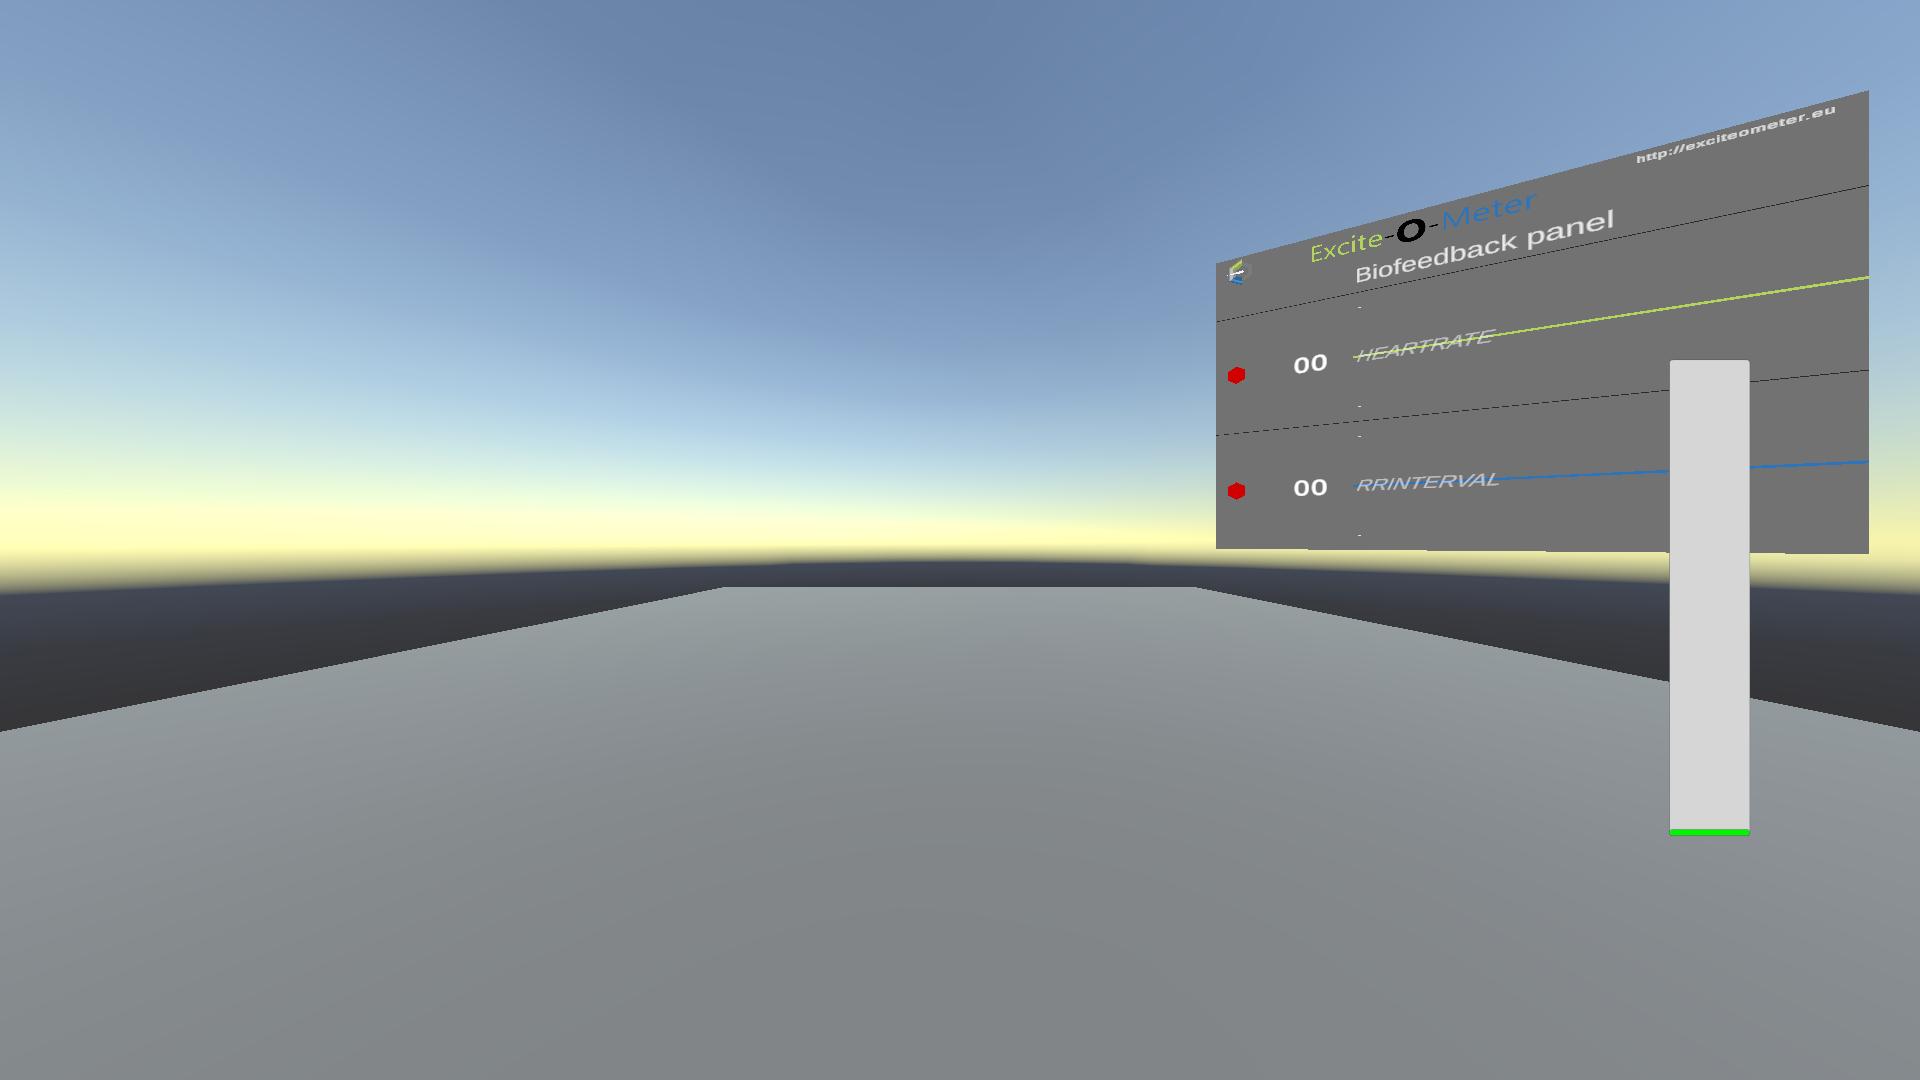 http://exciteometer.eu
Excite-O-Meter
Biofeedback panel
-
00 HEARTRATE
-
-
00 RRINTERVAL
-